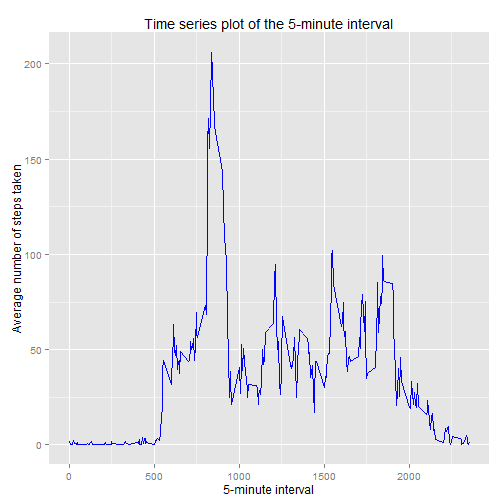 Time series plot of the 5-minute interval
200
150
100
50
0
Average number of steps taken
0 500 1000 1500 2000
5-minute interval